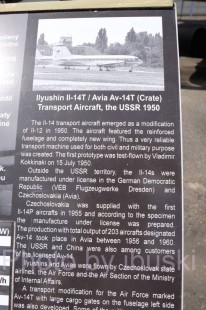 Ilyushin Il-14T / Avia Av-14T (Crate)
Transport Aircraft, the USSR 1950
The Il-14 transport aircraft emerged as a modification
of Il-12 in 1950. The aircraft featured the reinforced
fuselage and completely new wing. Thus a very reliable
transport machine used for both civil and military purpose
was created. The first prototype was test-flown by Vladimir
Kokkinaki on 15 July 1950.
Outside the USSR territory, the Il-14s were
manufactured under license in the German Democratic
Republic (VEB Flugzeugwerke Dresden) and
Czechoslovakia (Avia).
Czechoslovakia was supplied with the first
Il-14P aircrafts in 1955 and according to the specimen
the manufacture under license was prepared.
The production with total output of 203 aircrafts designated
Av-14 took place in Avia between 1956 and 1960.
The USSR and China were also among customers
of the licensed Av-14.
Ilyushins and Avias were flown by Czechoslovak state
airlines, the Air Force and the Air Section of the Ministry
of Internal Affairs.
A transport modification for the Air Force marked
Av-14T with large cargo gates on the fuselage left side
was also developed. Some of